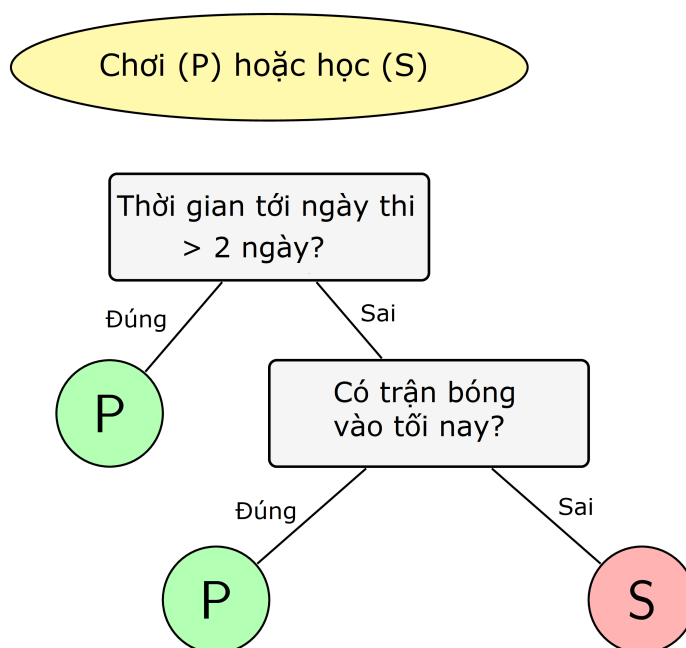 Chơi (P) hoặc học (S)
Thời gian tới ngày thi
> 2 ngày?
Đúng
Sai
P
Có trận bóng
vào tối nay?
Đúng
Sai
P
S